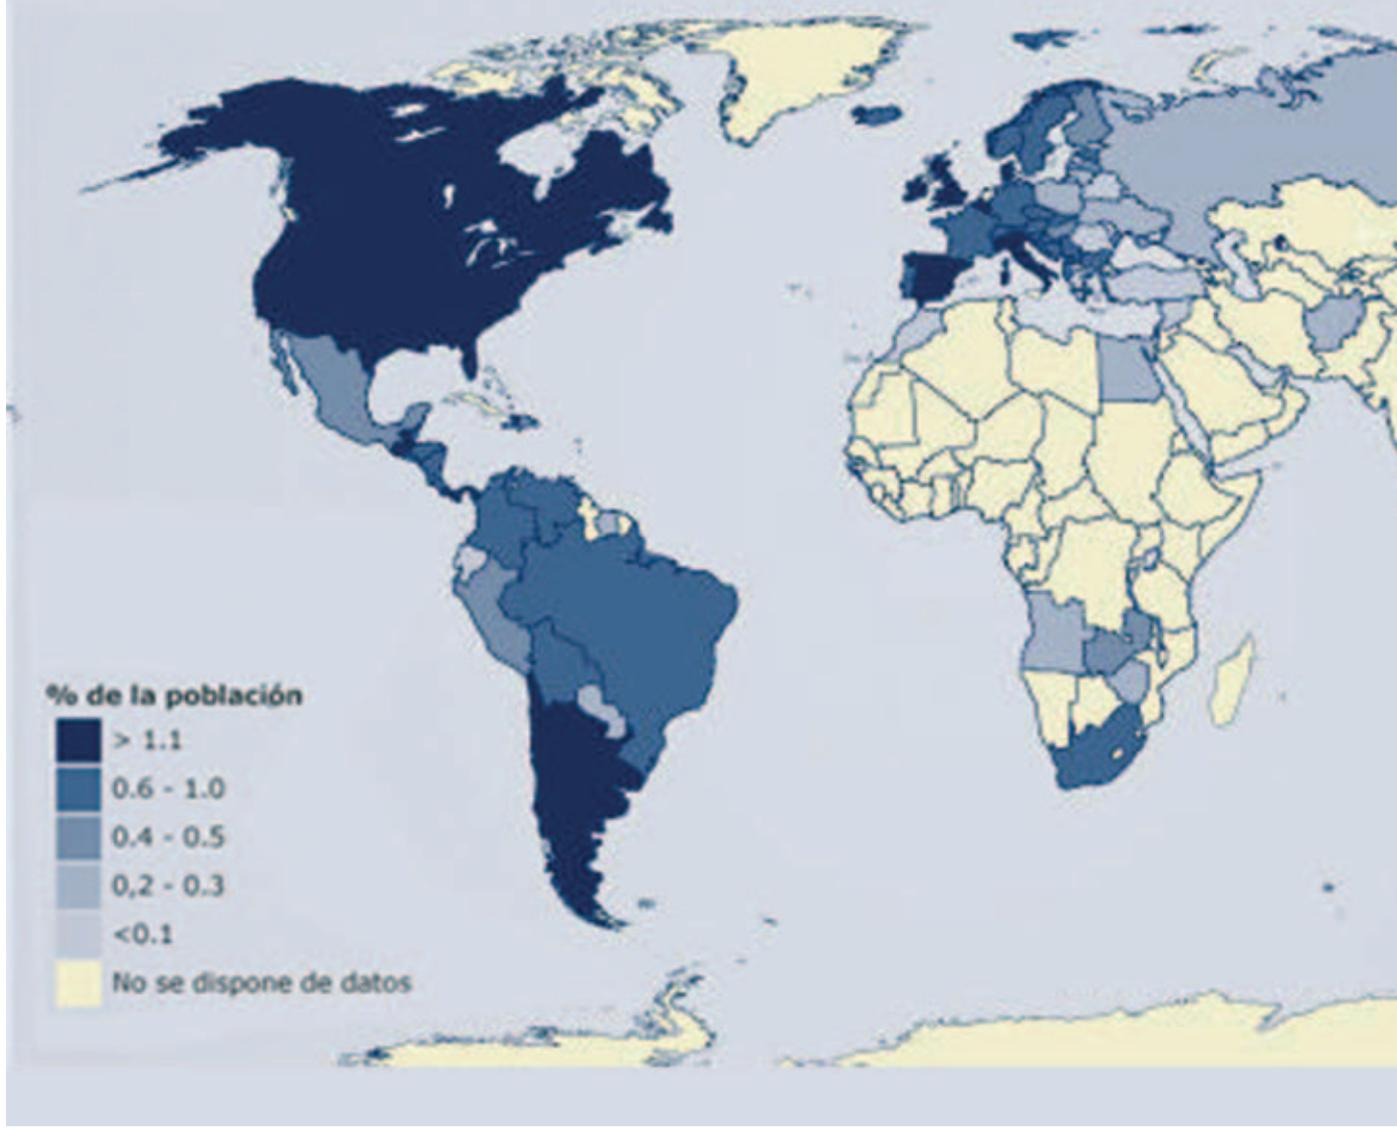 % de la población
> 1.1
0.6 - 1.0
0.4 - 0.5
0,2 - 0.3
<0.1
No se dispone de datos